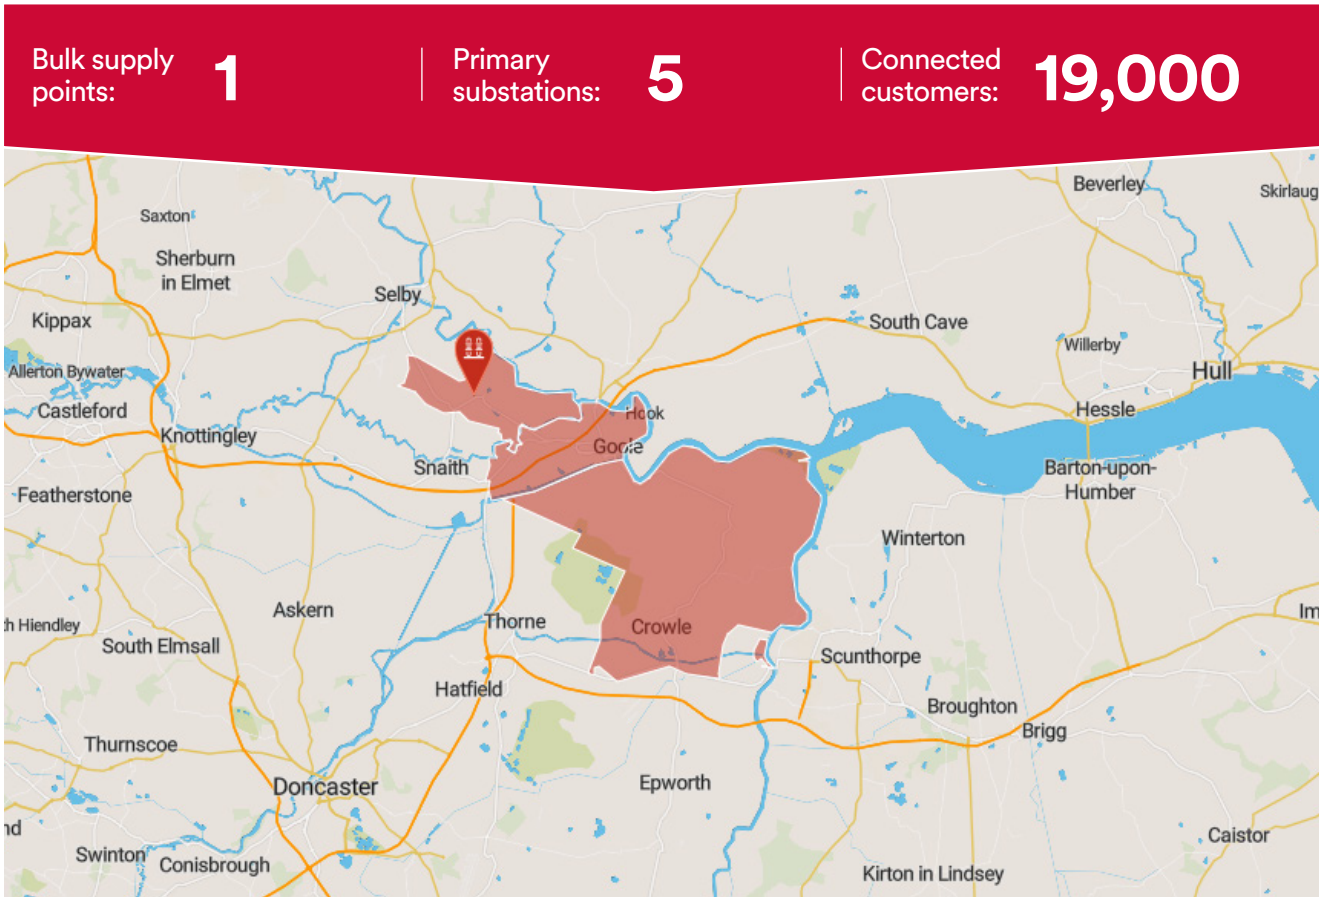 Bulk supply
points:
1
Primary
substations:
5
Connected
customers:
19,000
Beverley
Skirlaug
Saxton
Sherburn
in Elmet
Selby
Kippax
South Cave
Willerby
Allerton Bywater
Hull
Castleford
Hook
Hessle
Knottingley
Goole
Snaith
Barton-upon-
Humber
Featherstone
Winterton
Askern
Im
h Hiendley
Thorne
Crowle
South Elmsall
Scunthorpe
Hatfield
Broughton
Brigg
Thurnscoe
Doncaster
Epworth
nd
Caistor
Swinton
Conisbrough
Kirton in Lindsey